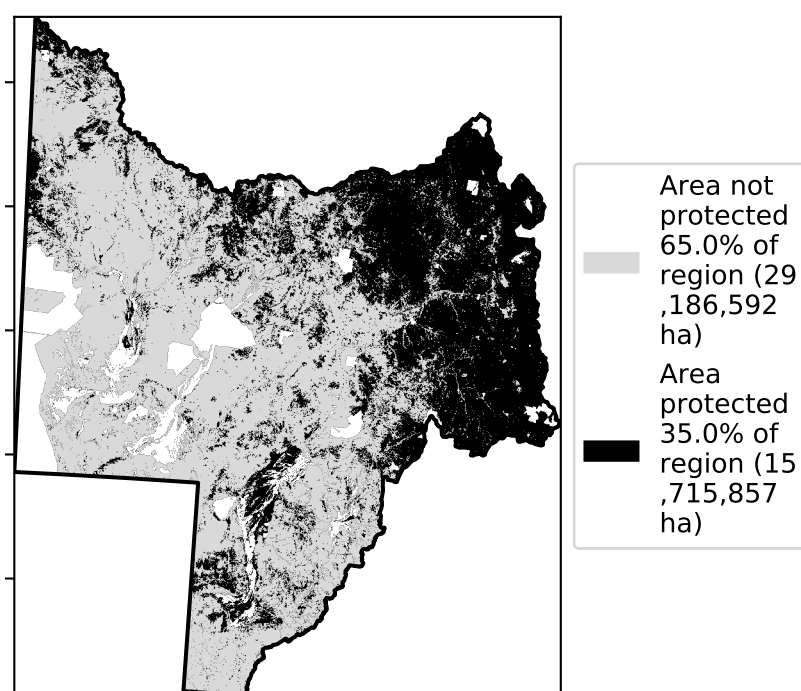 Area not
protected
65.0% of
region (29
,186,592
ha)
Area
protected
35.0% of
region (15
,715,857
ha)